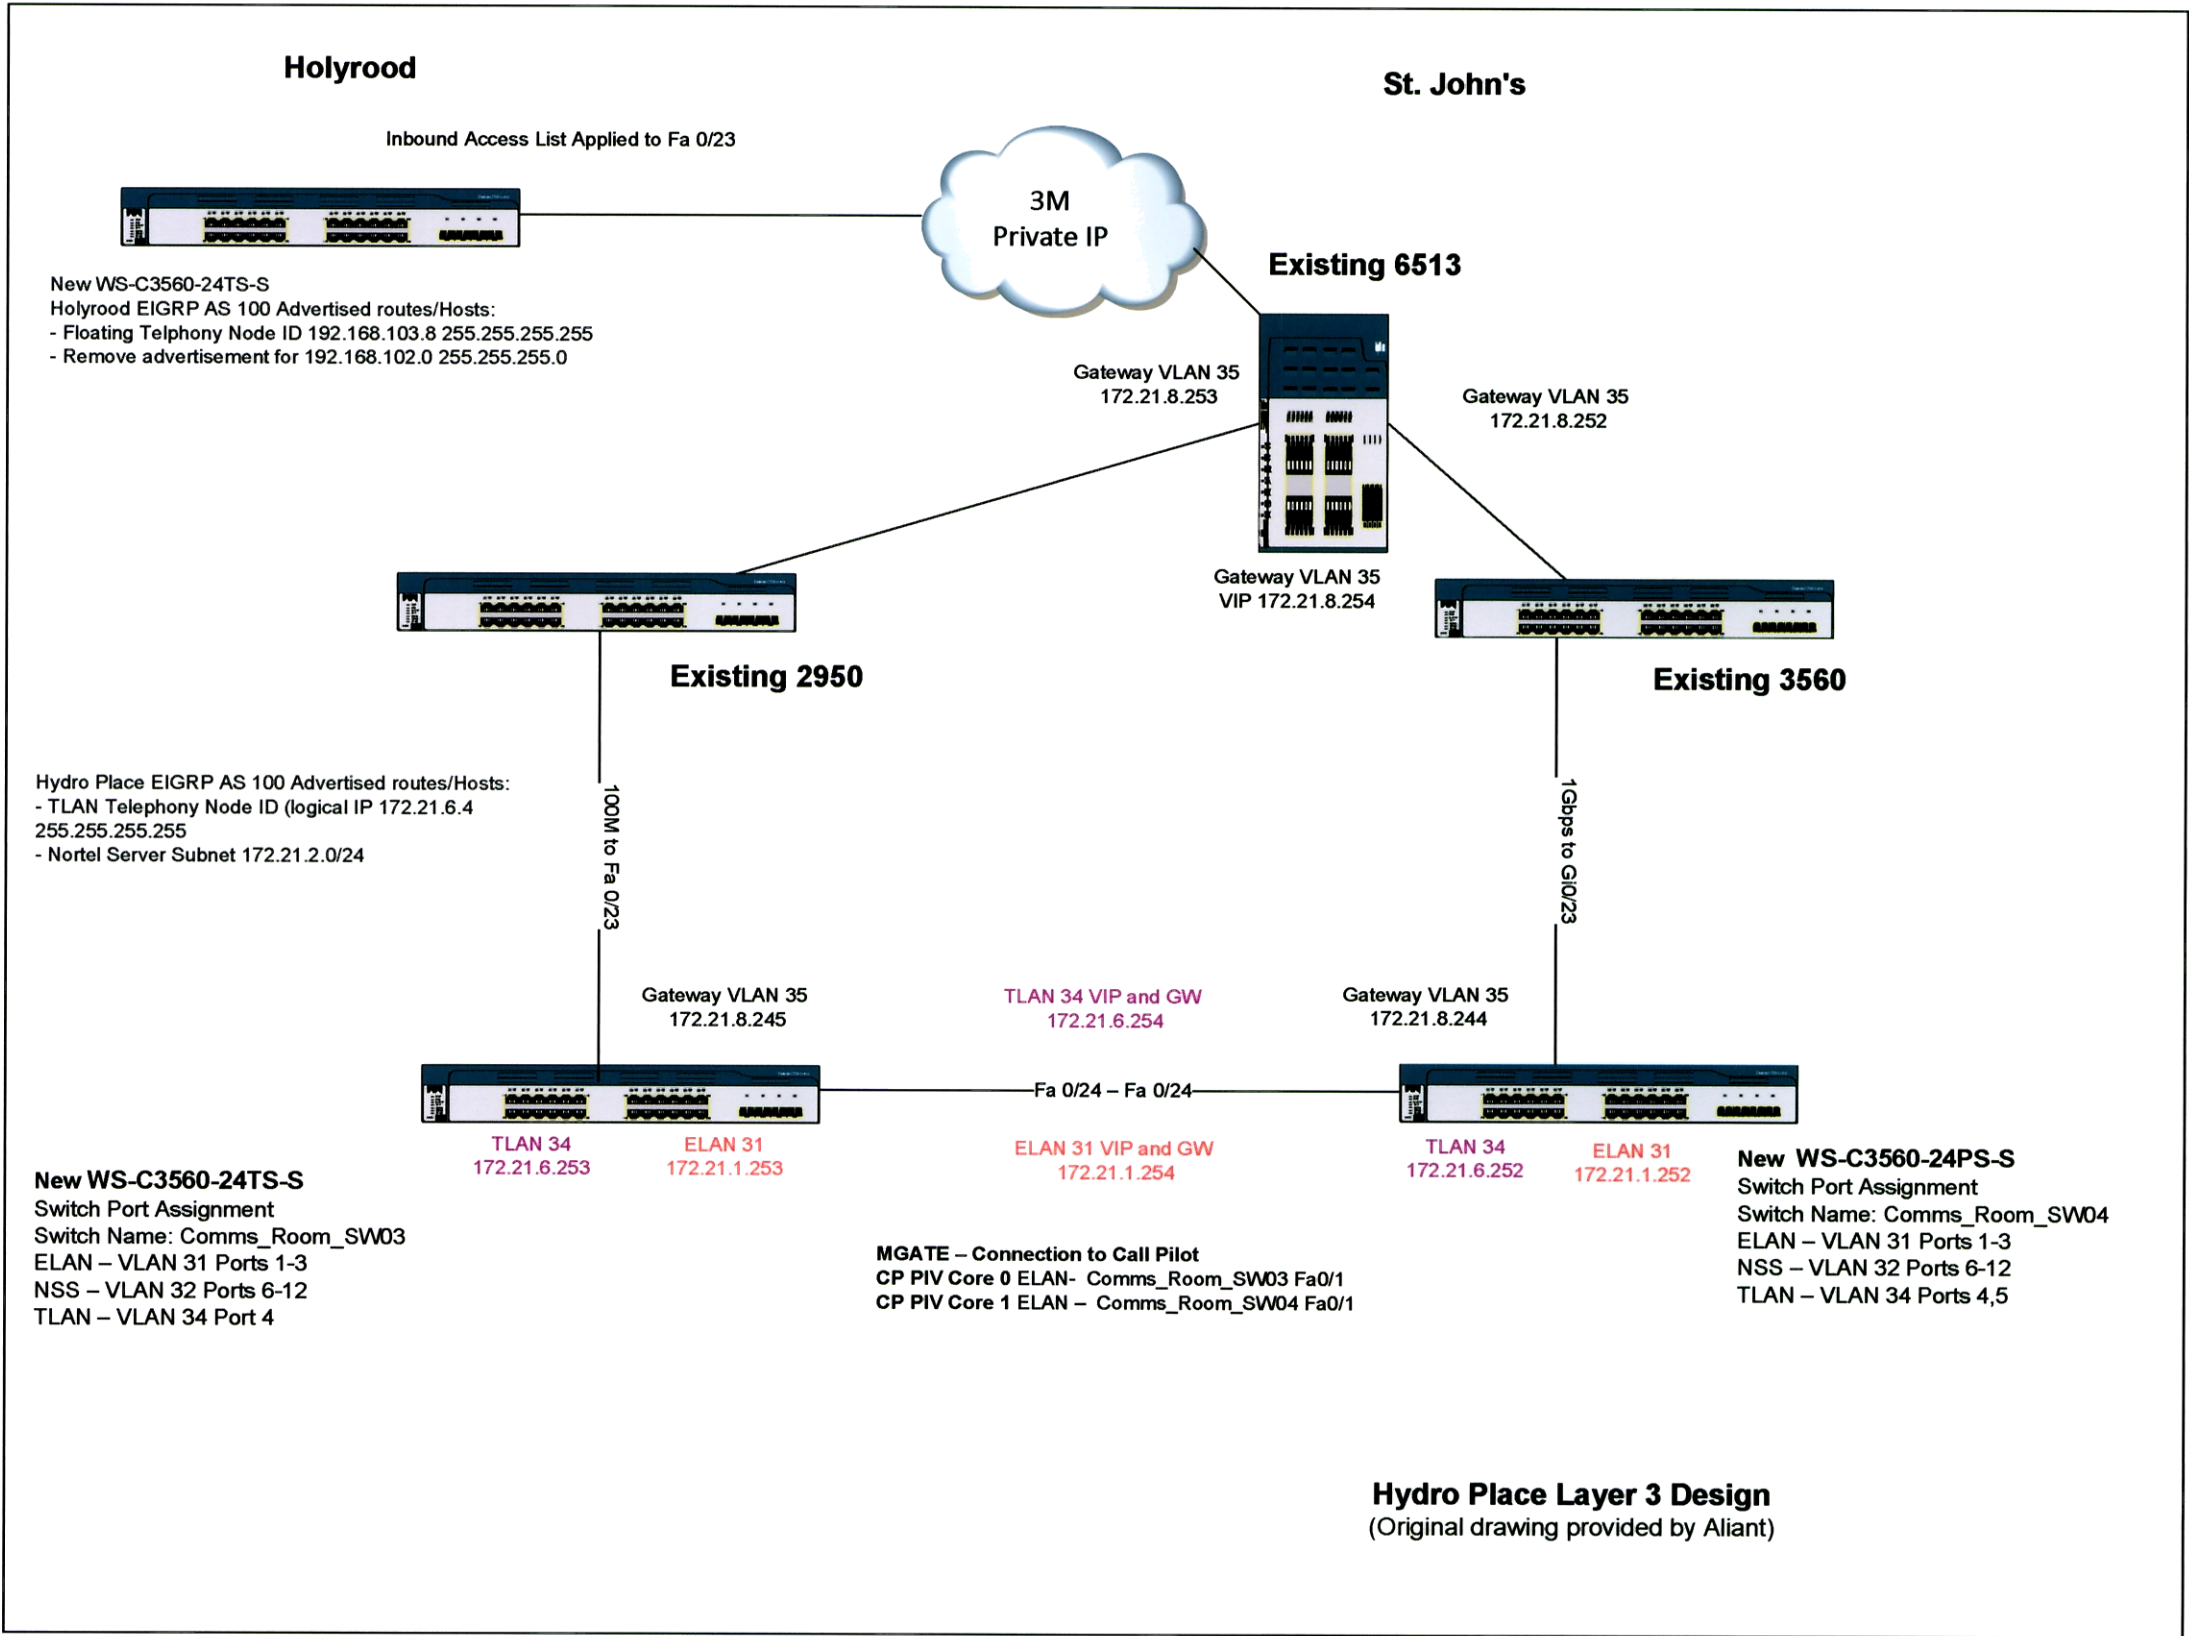 Holyrood
St. John's
Inbound Access List Applied to Fa 0/23
3M
Private IP
Existing 6513
New WS-C3560-24TS-S
Holyrood EIGRP AS 100 Advertised routes/Hosts:
- Floating Telphony Node ID 192.168.103.8 255.255.255.255
- Remove advertisement for 192.168.102.0 255.255.255.0
Gateway VLAN 35
172.21.8.253
Gateway VLAN 35
172.21.8.252
Gateway VLAN 35
VIP 172.21.8.254
Existing 2950
Existing 3560
Hydro Place EIGRP AS 100 Advertised routes/Hosts:
- TLAN Telephony Node ID (logical IP 172.21.6.4
255.255.255.255
- Nortel Server Subnet 172.21.2.0/24
100M to Fa 0/23
1Gbps to Gi0/23
Gateway VLAN 35
172.21.8.245
TLAN 34 VIP and GW
172.21.6.254
Gateway VLAN 35
172.21.8.244
Fa 0/24 – Fa 0/24
TLAN 34
172.21.6.253
ELAN 31
172.21.1.253
ELAN 31 VIP and GW
172.21.1.254
TLAN 34
172.21.6.252
ELAN 31
172.21.1.252
New WS-C3560-24TS-S
Switch Port Assignment
Switch Name: Comms_Room_SW03
ELAN – VLAN 31 Ports 1-3
NSS – VLAN 32 Ports 6-12
TLAN – VLAN 34 Port 4
MGATE – Connection to Call Pilot
CP PIV Core 0 ELAN- Comms_Room_SW03 Fa0/1
CP PIV Core 1 ELAN – Comms_Room_SW04 Fa0/1
New WS-C3560-24PS-S
Switch Port Assignment
Switch Name: Comms_Room_SW04
ELAN – VLAN 31 Ports 1-3
NSS – VLAN 32 Ports 6-12
TLAN – VLAN 34 Ports 4,5
Hydro Place Layer 3 Design
(Original drawing provided by Aliant)